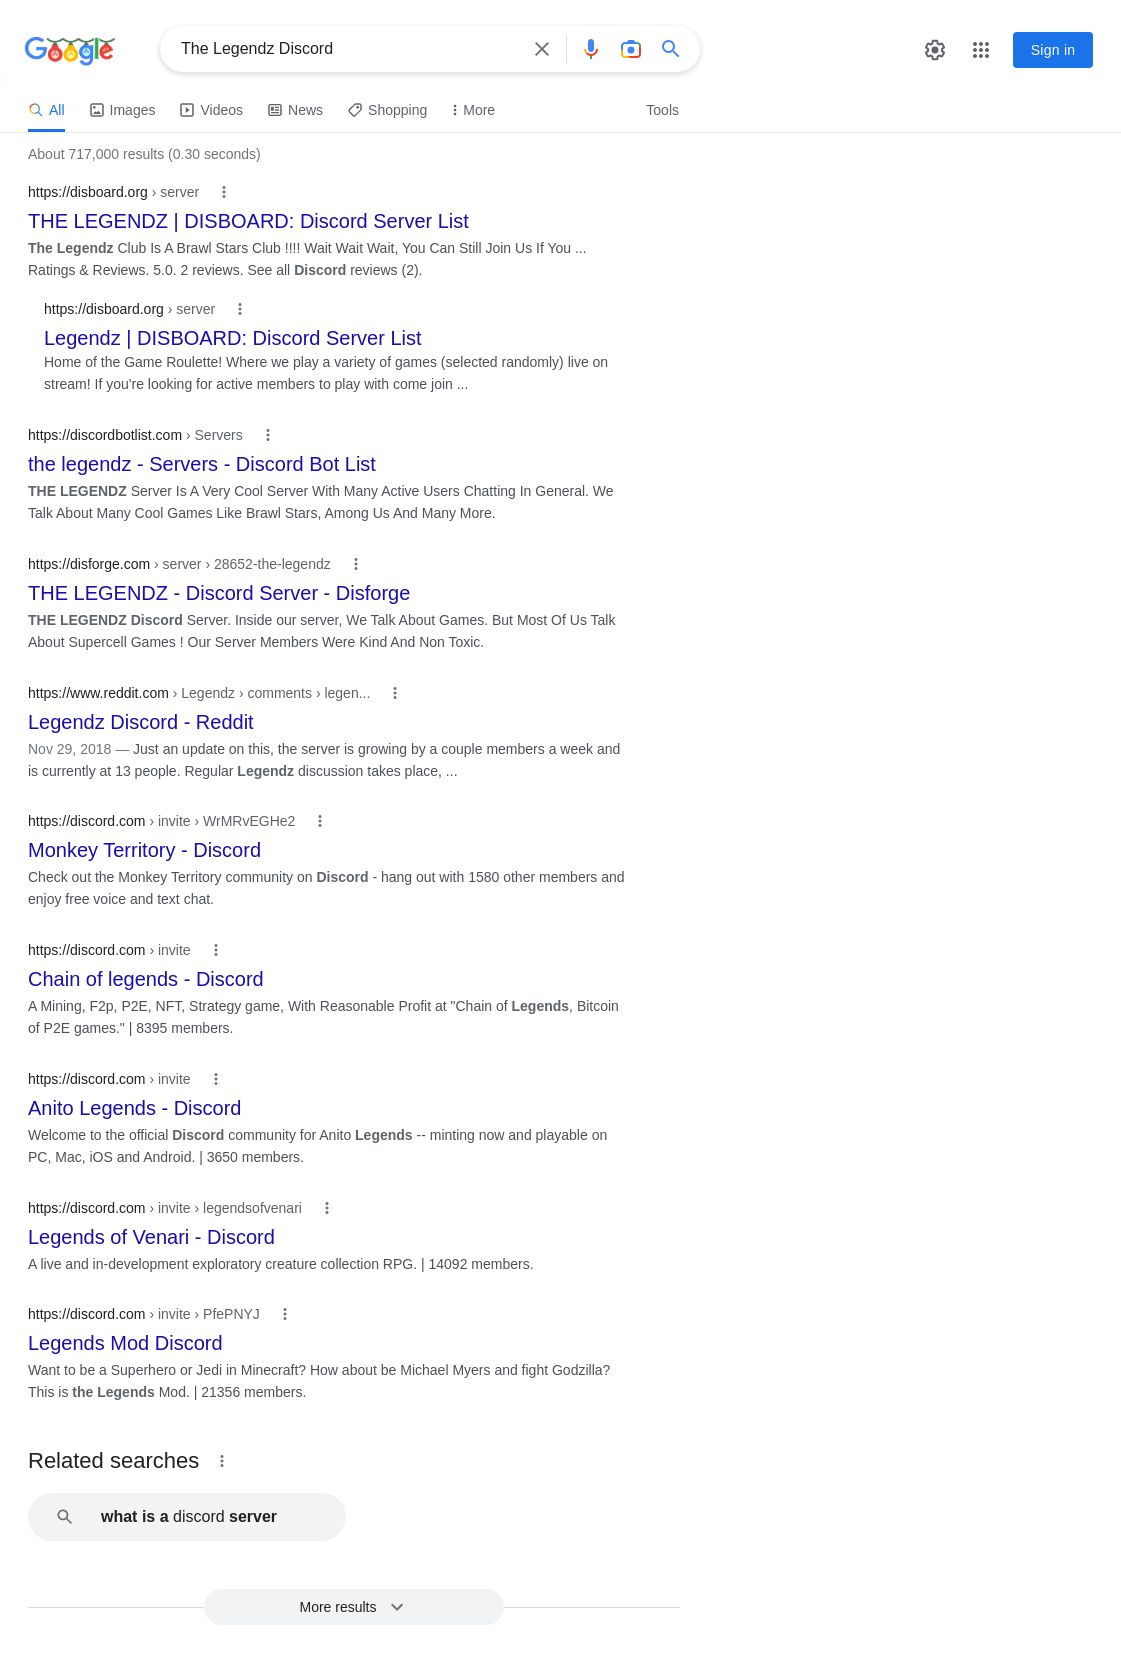 Google
The Legendz Discord
Sign in
All
Images
Videos
News
Shopping
More
Tools
About 717,000 results (0.30 seconds)
https://disboard.org › server
THE LEGENDZ | DISBOARD: Discord Server List
The Legendz Club Is A Brawl Stars Club !!!! Wait Wait Wait, You Can Still Join Us If You ...
Ratings & Reviews. 5.0. 2 reviews. See all Discord reviews (2).
https://disboard.org › server
Legendz | DISBOARD: Discord Server List
Home of the Game Roulette! Where we play a variety of games (selected randomly) live on
stream! If you're looking for active members to play with come join ...
https://discordbotlist.com › Servers
the legendz - Servers - Discord Bot List
THE LEGENDZ Server Is A Very Cool Server With Many Active Users Chatting In General. We
Talk About Many Cool Games Like Brawl Stars, Among Us And Many More.
https://disforge.com › server › 28652-the-legendz
THE LEGENDZ - Discord Server - Disforge
THE LEGENDZ Discord Server. Inside our server, We Talk About Games. But Most Of Us Talk
About Supercell Games ! Our Server Members Were Kind And Non Toxic.
https://www.reddit.com › Legendz › comments › legen...
Legendz Discord - Reddit
Nov 29, 2018 — Just an update on this, the server is growing by a couple members a week and
is currently at 13 people. Regular Legendz discussion takes place, ...
https://discord.com › invite › WrMRvEGHe2
Monkey Territory - Discord
Check out the Monkey Territory community on Discord - hang out with 1580 other members and
enjoy free voice and text chat.
https://discord.com › invite
Chain of legends - Discord
A Mining, F2p, P2E, NFT, Strategy game, With Reasonable Profit at "Chain of Legends, Bitcoin
of P2E games." | 8395 members.
https://discord.com › invite
Anito Legends - Discord
Welcome to the official Discord community for Anito Legends -- minting now and playable on
PC, Mac, iOS and Android. | 3650 members.
https://discord.com › invite › legendsofvenari
Legends of Venari - Discord
A live and in-development exploratory creature collection RPG. | 14092 members.
https://discord.com › invite › PfePNYJ
Legends Mod Discord
Want to be a Superhero or Jedi in Minecraft? How about be Michael Myers and fight Godzilla?
This is the Legends Mod. | 21356 members.
Related searches
what is a discord server
More results